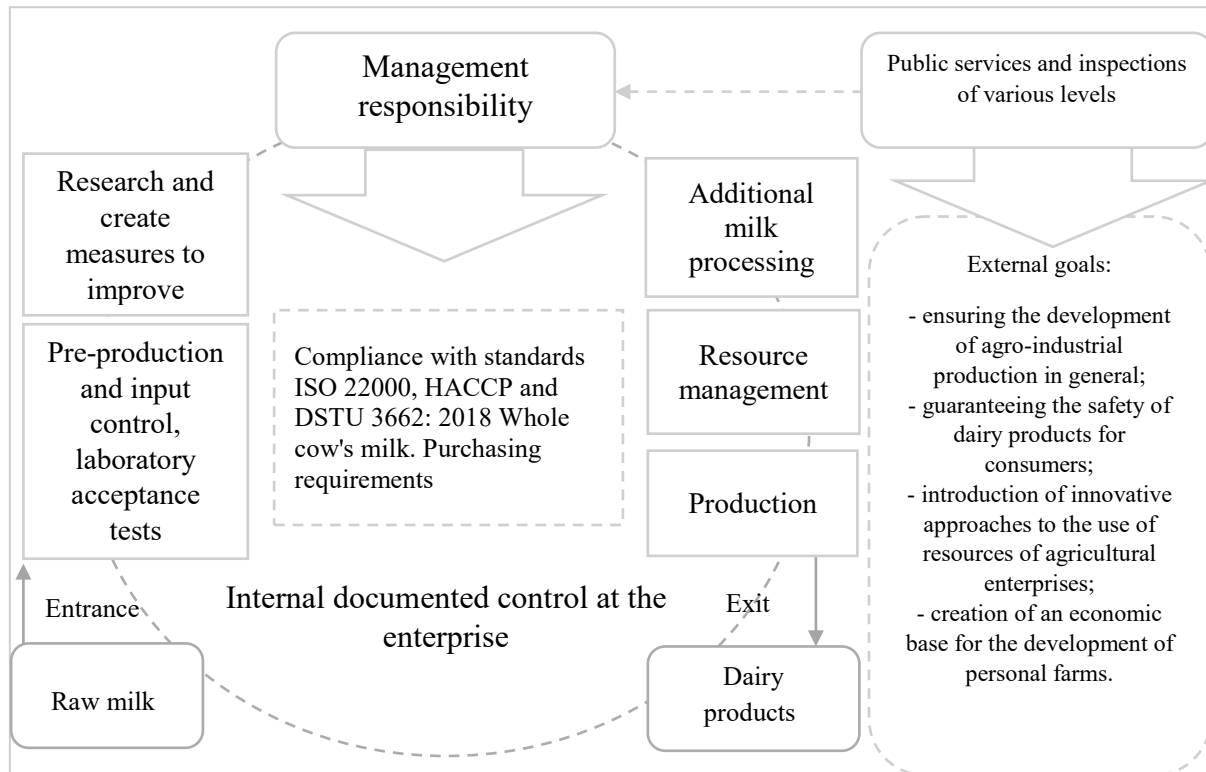 Management
responsibility
Public services and inspections
of various levels
Research and
create
measures to
improve
Additional
milk
processing
External goals:
- ensuring the development
of agro-industrial
production in general;
- guaranteeing the safety of
dairy products for
consumers;
- introduction of innovative
approaches to the use of
resources of agricultural
enterprises;
- creation of an economic
base for the development of
personal farms.
Pre-production
and input
control,
laboratory
acceptance
tests
Compliance with standards
ISO 22000, HACCP and
DSTU 3662: 2018 Whole
cow's milk. Purchasing
requirements
Resource
management
Production
Entrance
Internal documented control at the
enterprise
Exit
Raw milk
Dairy
products